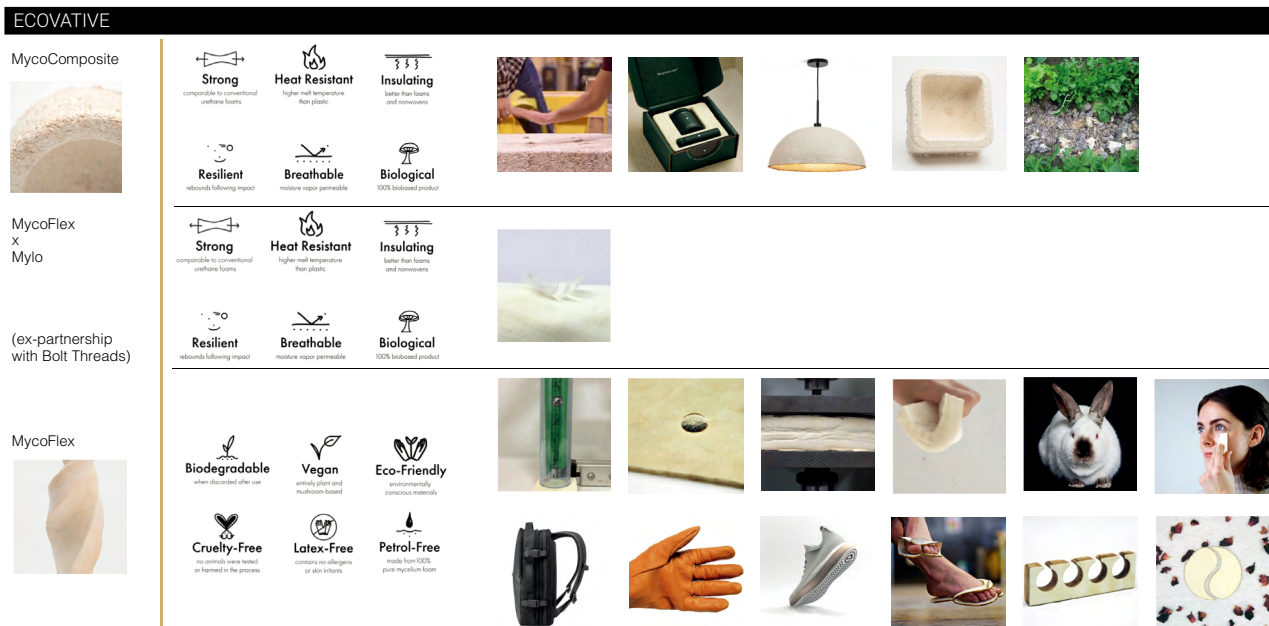 ECOVATIVE
MycoComposite
Strong
comparable to conventional
urethane foams
Heat Resistant
higher melt temperature
than plastic
Insulating
better than foams
and nonwovens
Resilient
rebounds following impact
Breathable
moisture vapor permeable
Biological
100% biobased product
MycoFlex
x
Mylo
(ex-partnership
with Bolt Threads)
Strong
comparable to conventional
urethane foams
Heat Resistant
higher melt temperature
than plastic
Insulating
better than foams
and nonwovens
Resilient
rebounds following impact
Breathable
moisture vapor permeable
Biological
100% biobased product
MycoFlex
Biodegradable
when discarded after use
Vegan
entirely plant and
mushroom-based
Eco-Friendly
environmentally
conscious materials
Cruelty-Free
no animals were tested
or harmed in the process
Latex-Free
contains no allergens
or skin irritants
Petrol-Free
made from 100%
pure mycelium foam